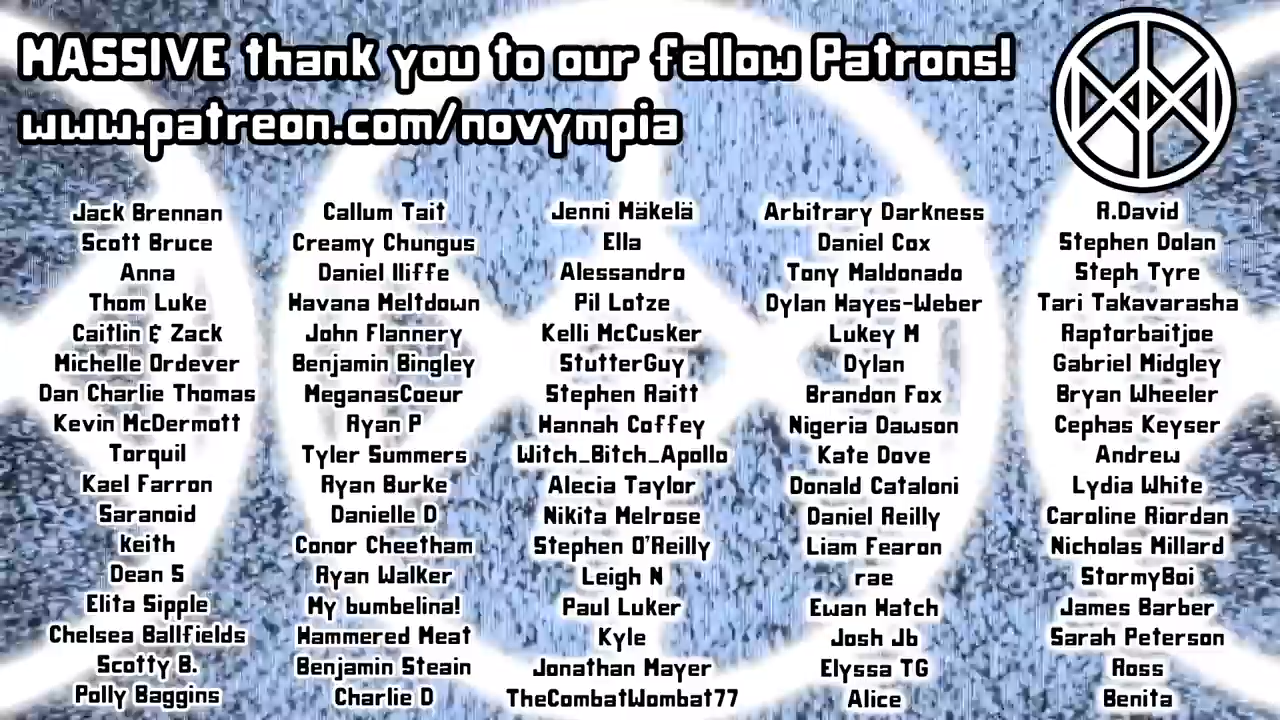 MASSIVE thank you to our fellow Patrons!
www.patreon.com/novympia
Jack Brennan
Scott Bruce
Anna
Thom Luke
Caitlin & Zack
Michelle Ordever
Dan Charlie Thomas
Kevin McDermott
Torquil
Kael Farron
Saranoid
Keith
Dean S
Elita Sipple
Chelsea Ballfields
Scotty B.
Polly Baggins
Callum Tait
Creamy Chungus
Daniel Iliffe
Havana Meltdown
John Flannery
Benjamin Bingley
MeganasCoeur
Ryan P
Tyler Summers
Ryan Burke
Danielle D
Conor Cheetham
Ryan Walker
My bumbelina!
Hammered Meat
Benjamin Steain
Charlie D
Jenni Mäkelä
Ella
Alessandro
Pil Lotze
Kelli McCusker
StutterGuy
Stephen Raitt
Hannah Coffey
Witch_Bitch_Apollo
Alecia Taylor
Nikita Melrose
Stephen O'Reilly
Leigh N
Paul Luker
Kyle
Jonathan Mayer
TheCombatWombat77
Arbitrary Darkness
Daniel Cox
Tony Maldonado
Dylan Hayes-Weber
Lukey M
Dylan
Brandon Fox
Nigeria Dawson
Kate Dove
Donald Cataloni
Daniel Reilly
Liam Fearon
rae
Ewan Hatch
Josh Jb
Elyssa TG
Alice
R.David
Stephen Dolan
Steph Tyre
Tari Takavarasha
Raptorbaitjoe
Gabriel Midgley
Bryan Wheeler
Cephas Keyser
Andrew
Lydia White
Caroline Riordan
Nicholas Millard
StormyBoi
James Barber
Sarah Peterson
Ross
Benita